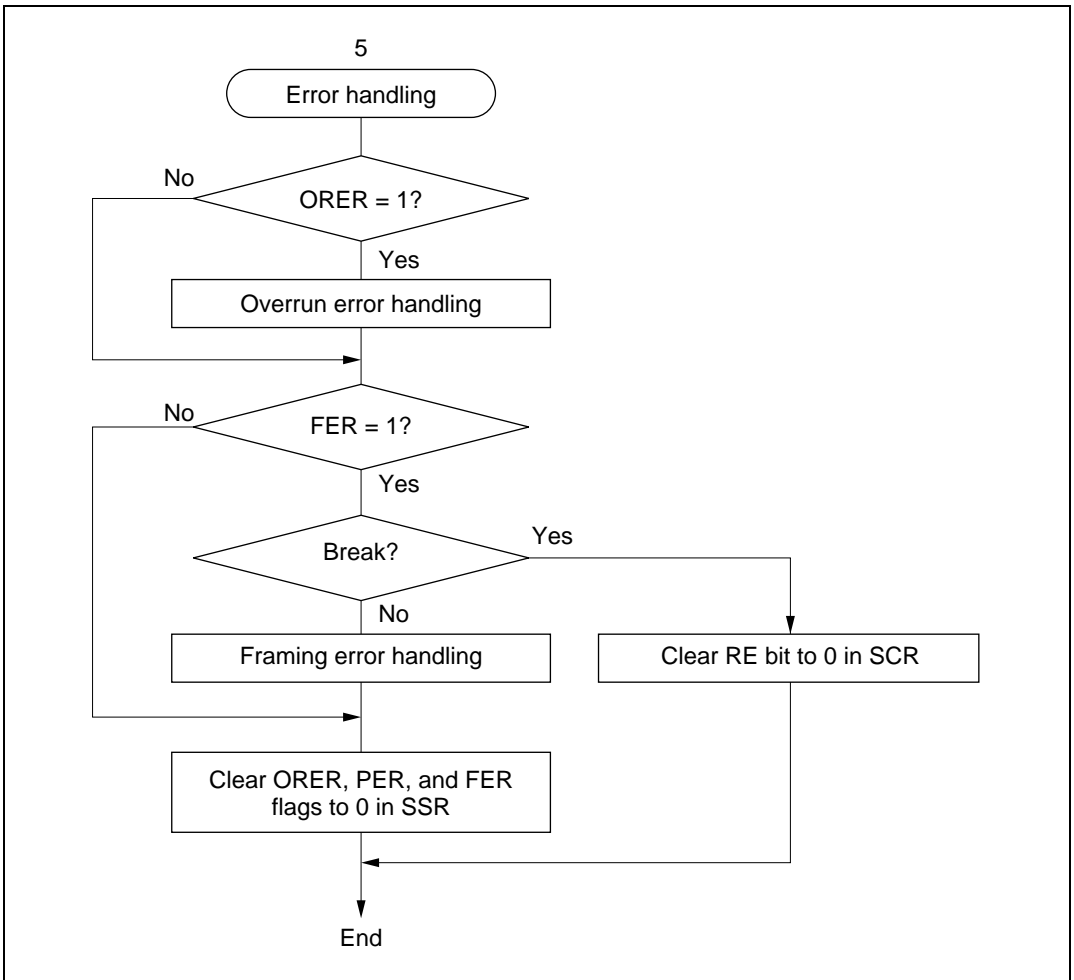 5
Error handling
No
ORER = 1?
Yes
Overrun error handling
No
FER = 1?
Yes
Break?
Yes
No
Framing error handling
Clear RE bit to 0 in SCR
Clear ORER, PER, and FER
flags to 0 in SSR
End